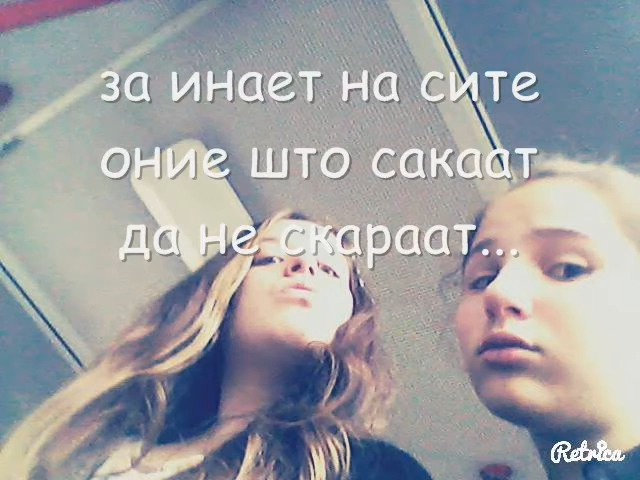 за инает на сите
оние што сакаат
да не скараат...
Retrica